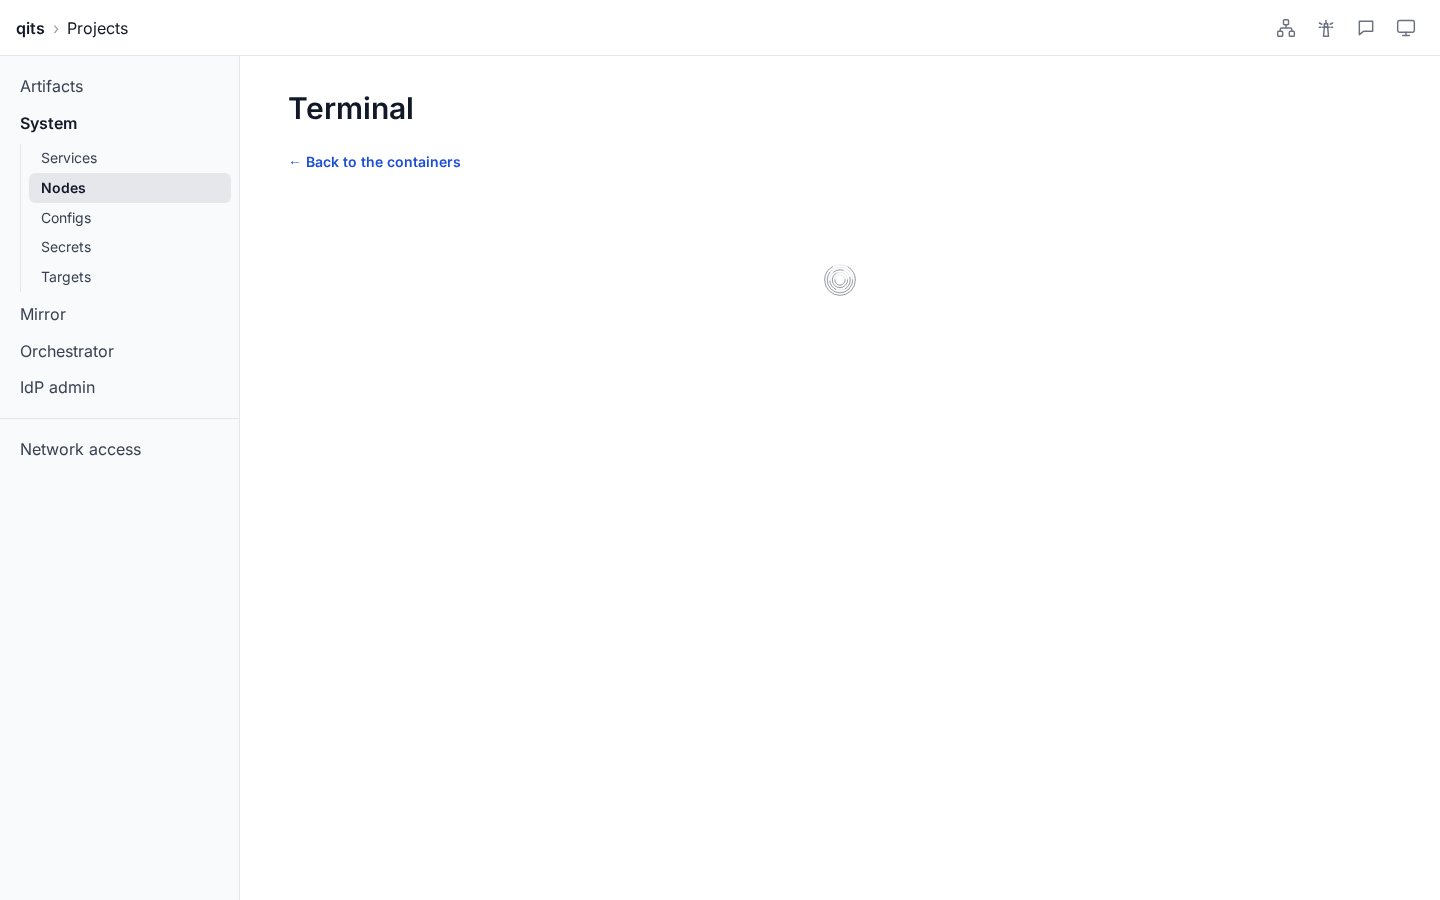 qits › Projects
Artifacts
System
Services
Nodes
Configs
Secrets
Targets
Mirror
Orchestrator
IdP admin
Network access
Terminal
← Back to the containers